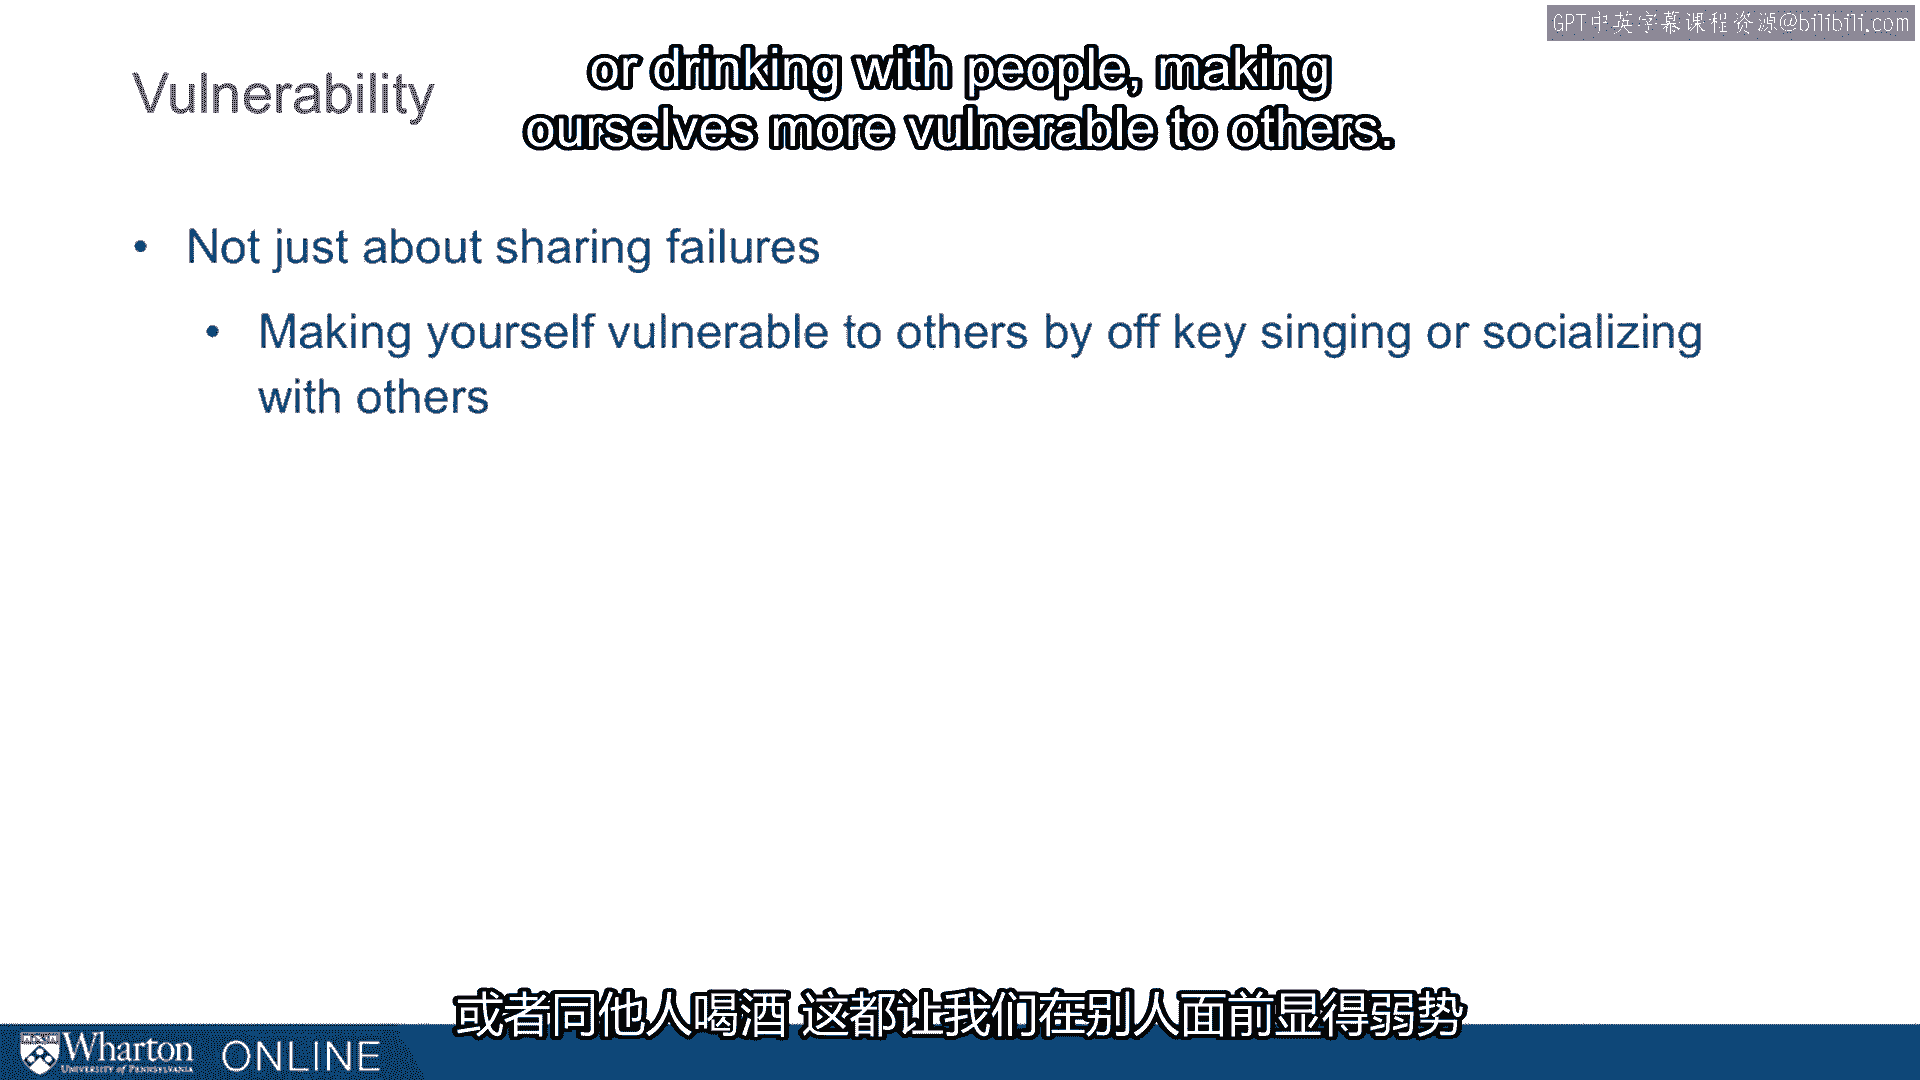 GPT中英字幕课程资源@bilibili.com
or drinking with people, making
ourselves more vulnerable to others.
Vulnerability
• Not just about sharing failures
• Making yourself vulnerable to others by off key singing or socializing
with others
或者同他人喝酒 这都让我们在别人面前显得弱势
Wharton
UNIVERSITY of PENNSYLVANIA
ONLINE